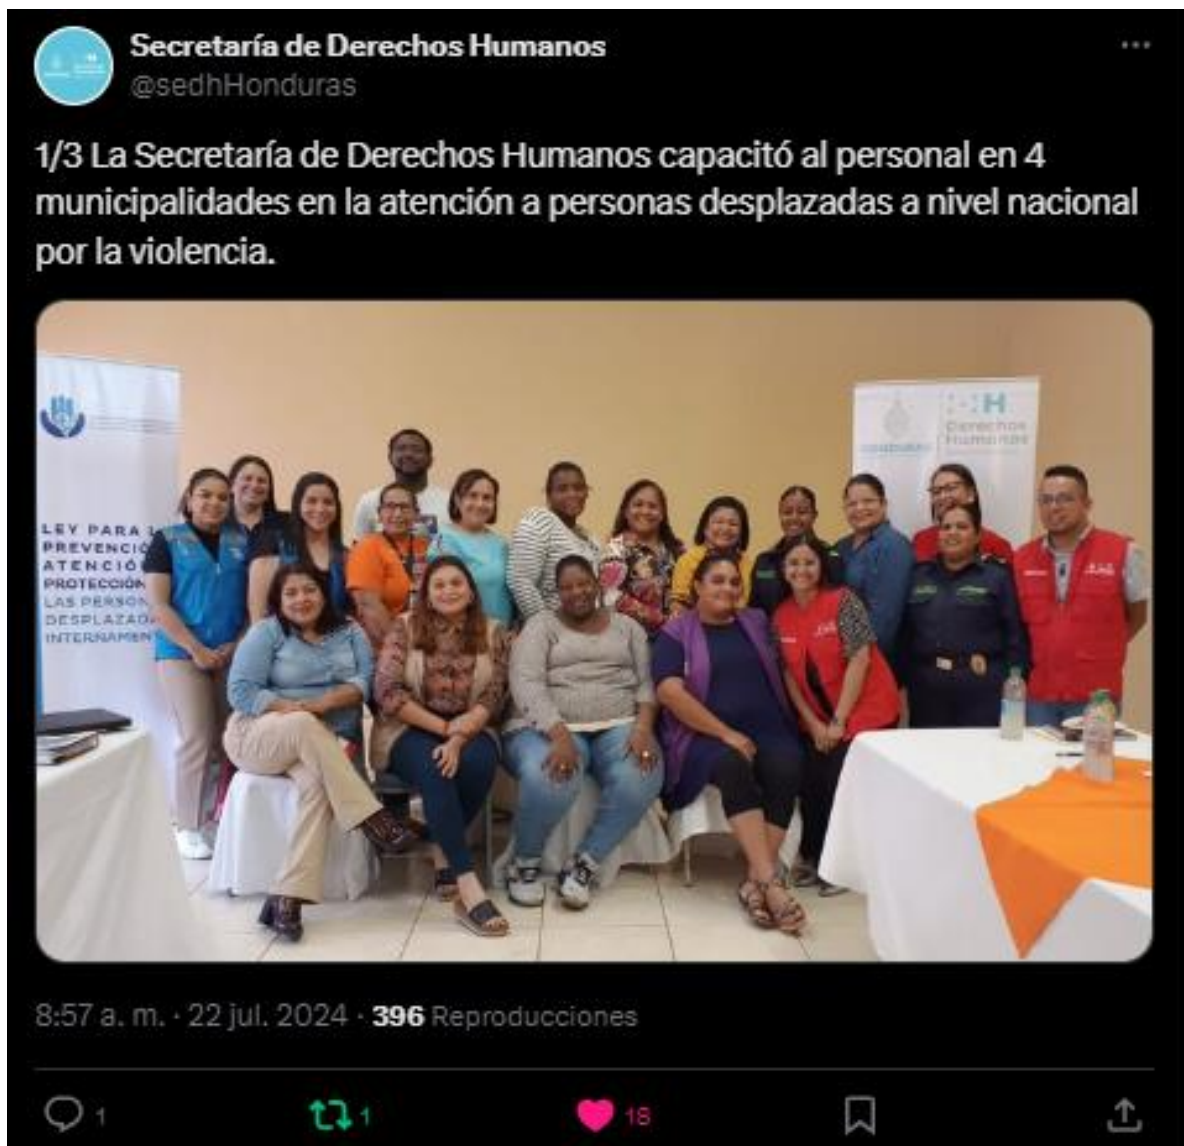 Secretaría de Derechos Humanos
@sedhHonduras
1/3 La Secretaría de Derechos Humanos capacitó al personal en 4
municipalidades en la atención a personas desplazadas a nivel nacional
por la violencia.
H
Derechos
Humanos
LEY PARA
PREVENCIÓ
ATENCIÓ
PROTECCIÓN
LAS PERSON
DESPLAZAD
INTERNAMEN
8:57 a. m. · 22 jul. 2024 · 396 Reproducciones
1
1
18